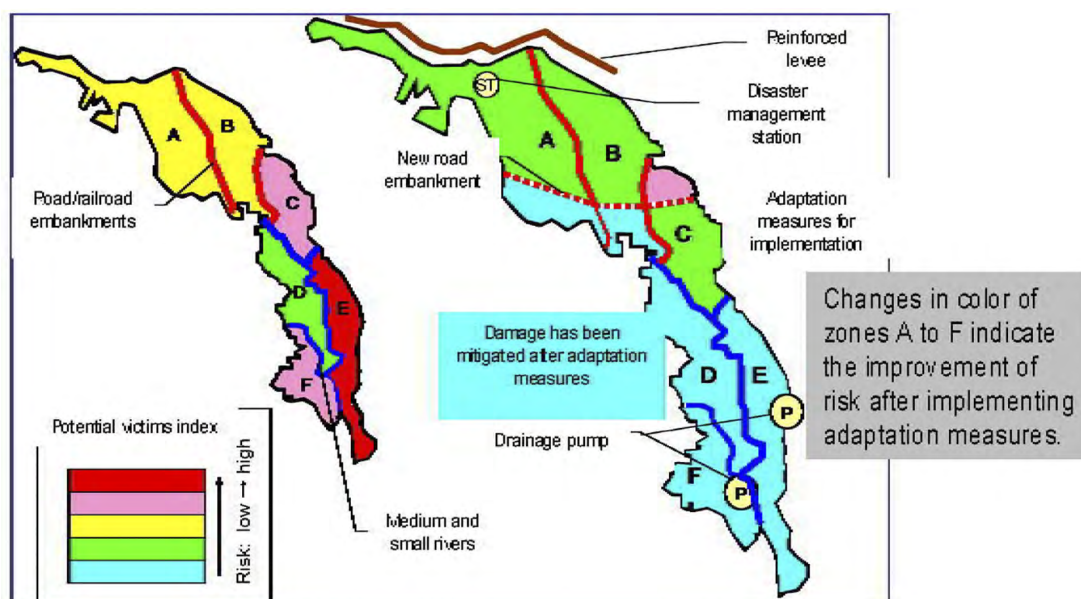 Peinforced
levee
Disaster
management
station
ST
A
B
C
Poad/railroad
embankments
New road
embankment
A
B
C
Adaptation
measures for
implementation
D
E
F
Damage has been
mitigated after adaptation
measures
D
E
F
P
P
Drainage pump
Changes in color of
zones A to F indicate
the improvement of
risk after implementing
adaptation measures.
Potential victims index
Risk: low → high
Medium and
small rivers